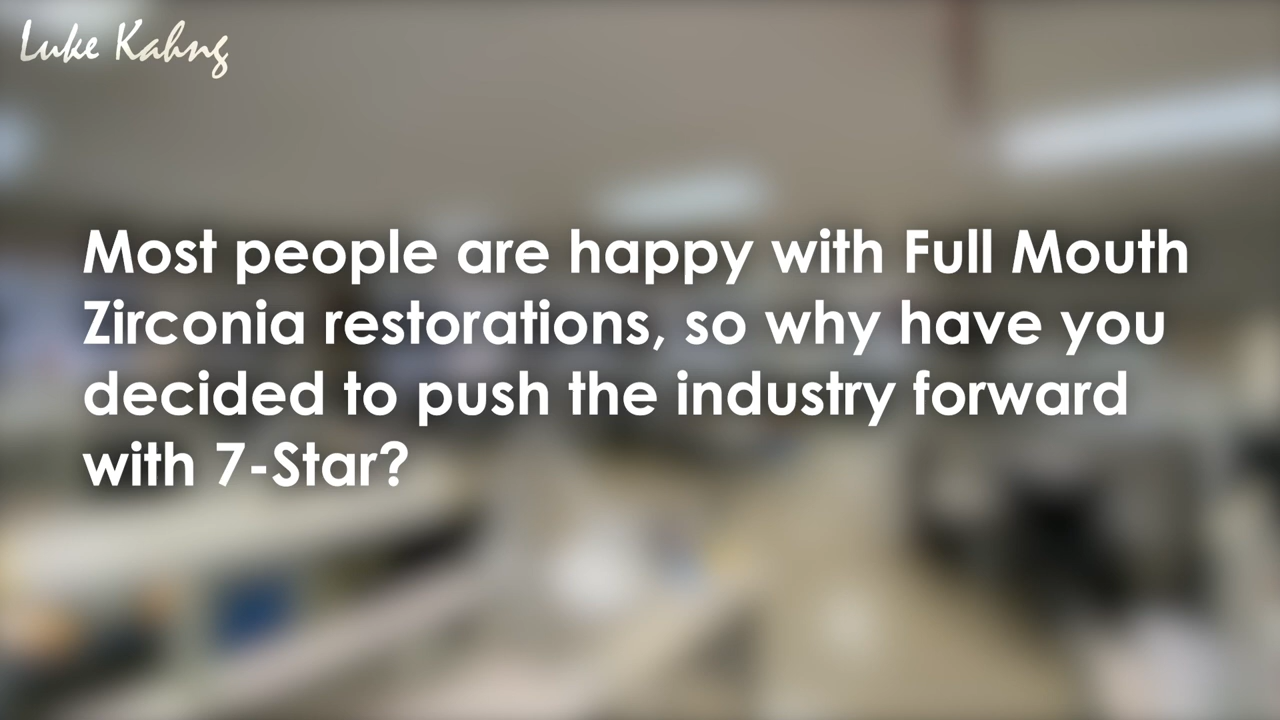 Luke Kahng
Most people are happy with Full Mouth
Zirconia restorations, so why have you
decided to push the industry forward
with 7-Star?